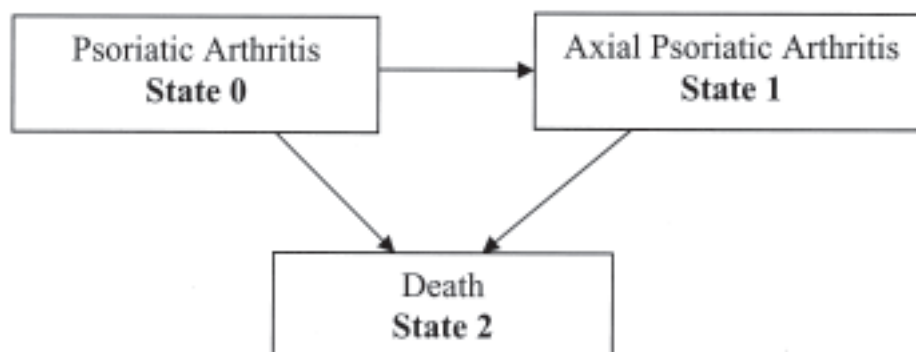 Psoriatic Arthritis
State 0
Axial Psoriatic Arthritis
State 1
Death
State 2